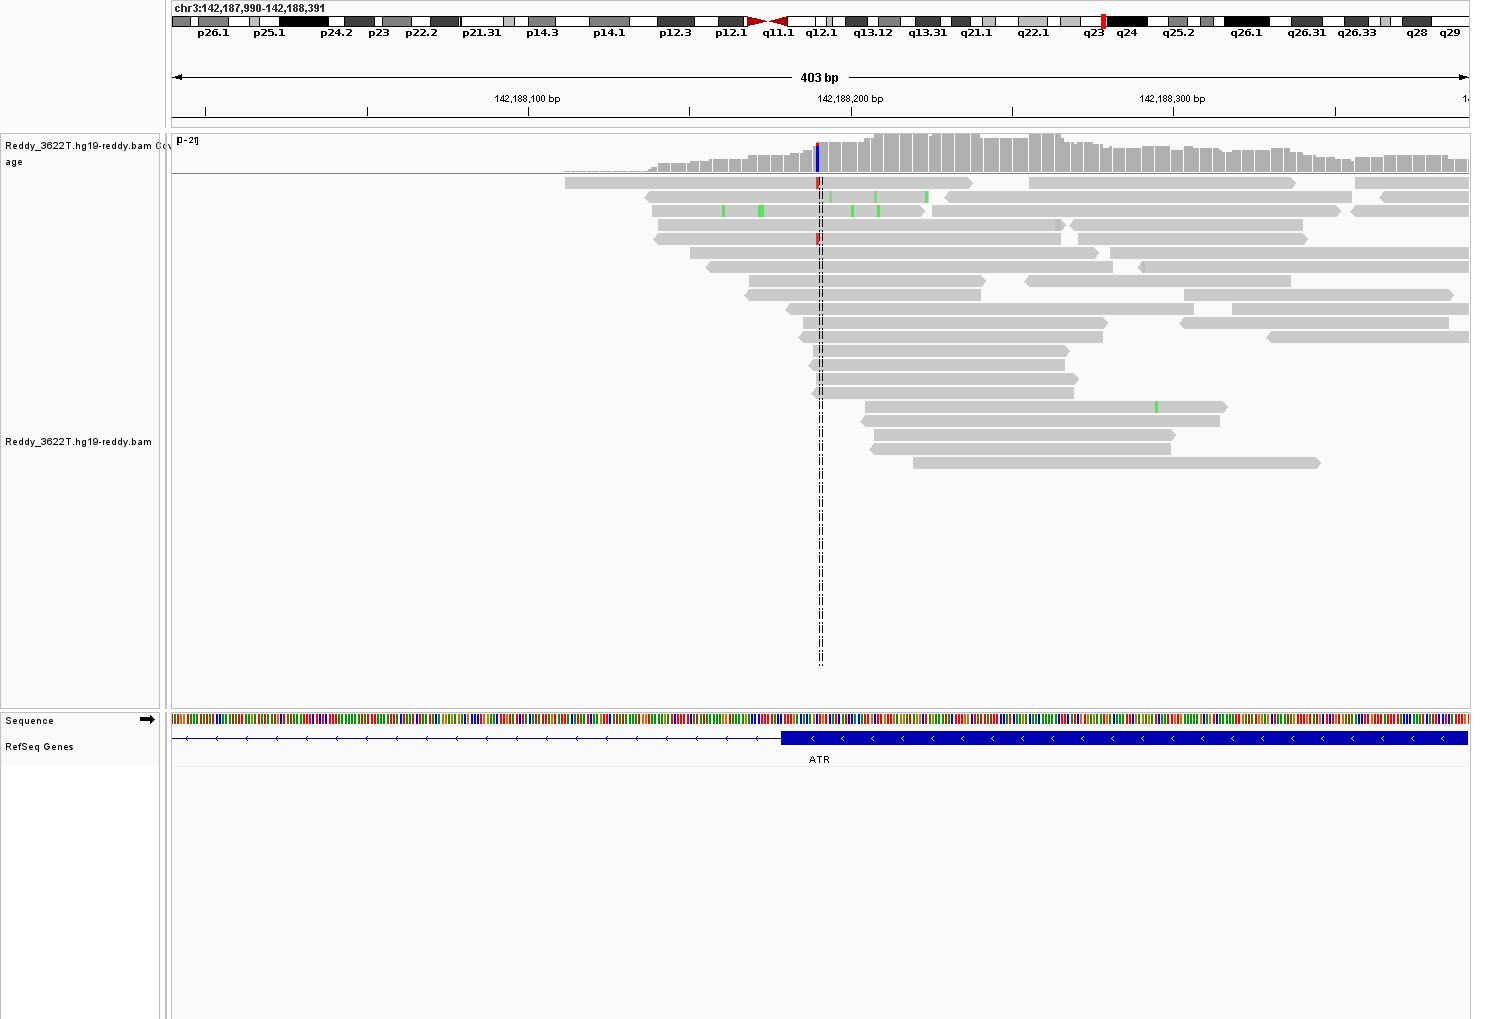 chr3:142,187,990-142,188,391
p26.1 p25.1 p24.2 p23 p22.2 p21.31 p14.3 p14.1 p12.3 p12.1 q11.1 q12.1 q13.12 q13.31 q21.1 q22.1 q23 q24 q25.2 q26.1 q26.31 q26.33 q28 q29
403 bp
142,188,100 bp 142,188,200 bp 142,188,300 bp
Reddy_3622T.hg19-reddy.bam Cov
age
[0-21]
Reddy_3622T.hg19-reddy.bam
Sequence
RefSeq Genes
ATR